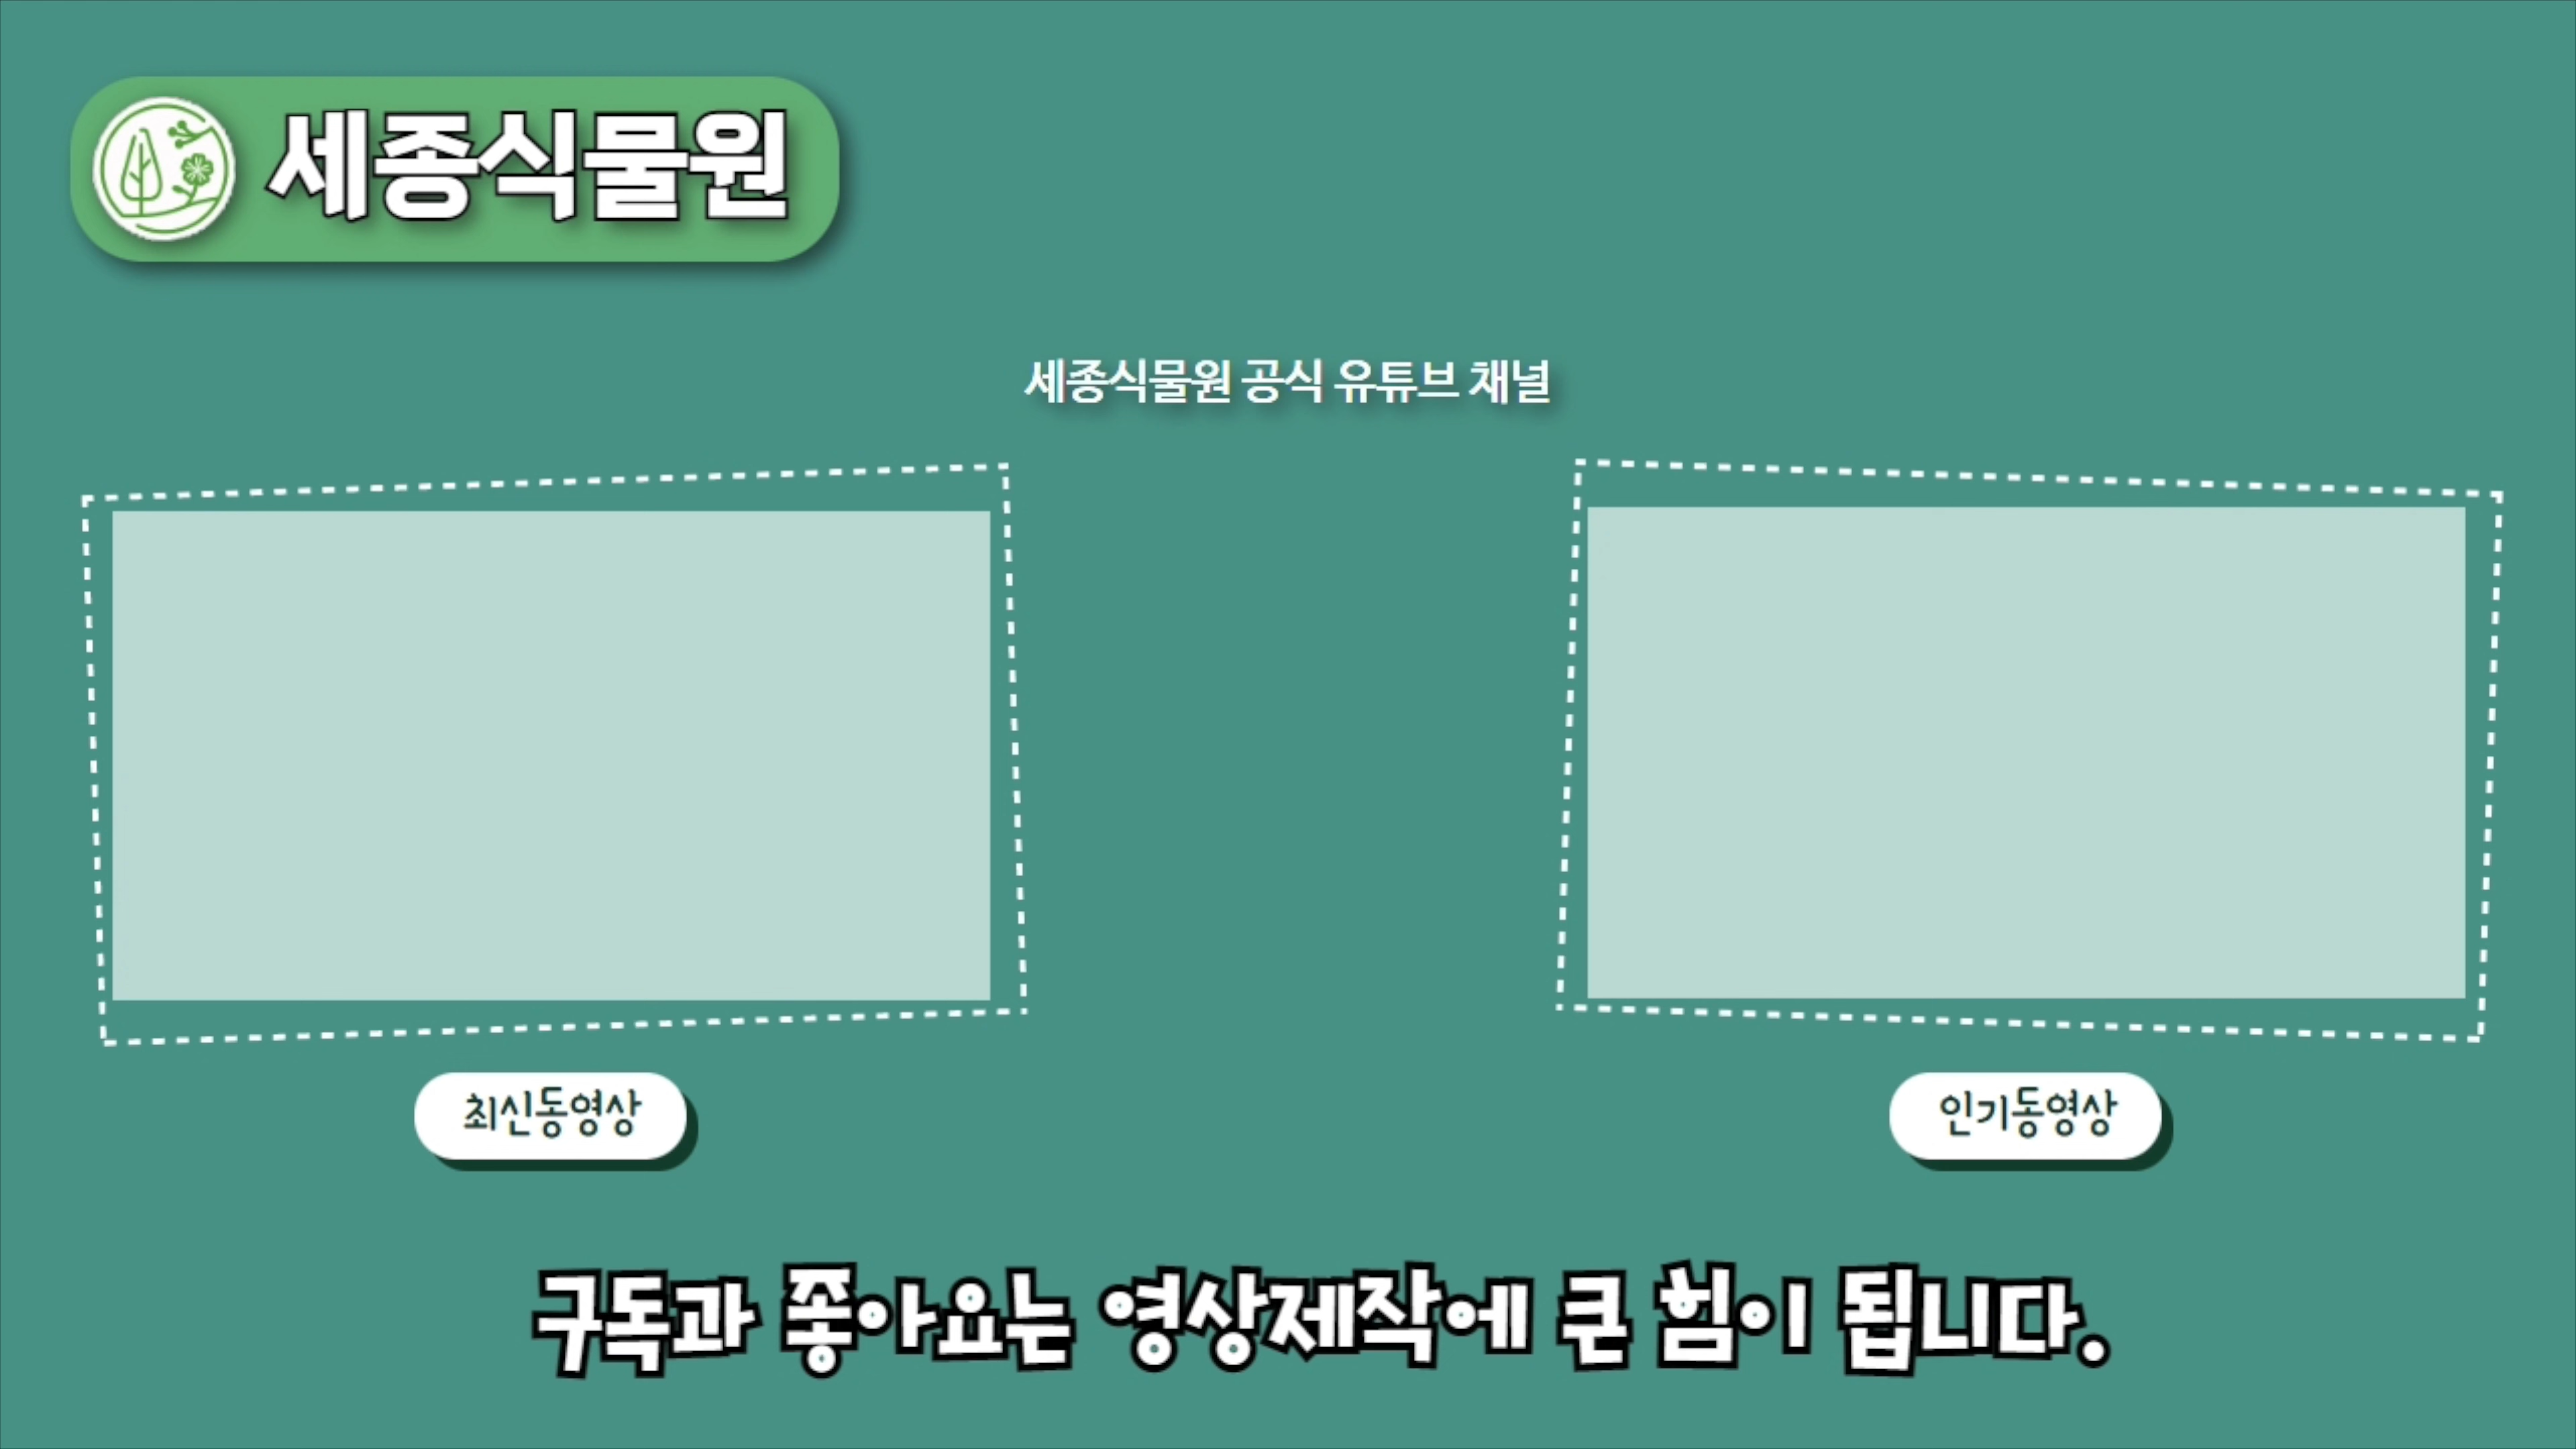 세종식물원
세종식물원 공식 유튜브 채널
최신동영상
인기동영상
구독과 좋아요는 영상제작에 큰 힘이 됩니다.